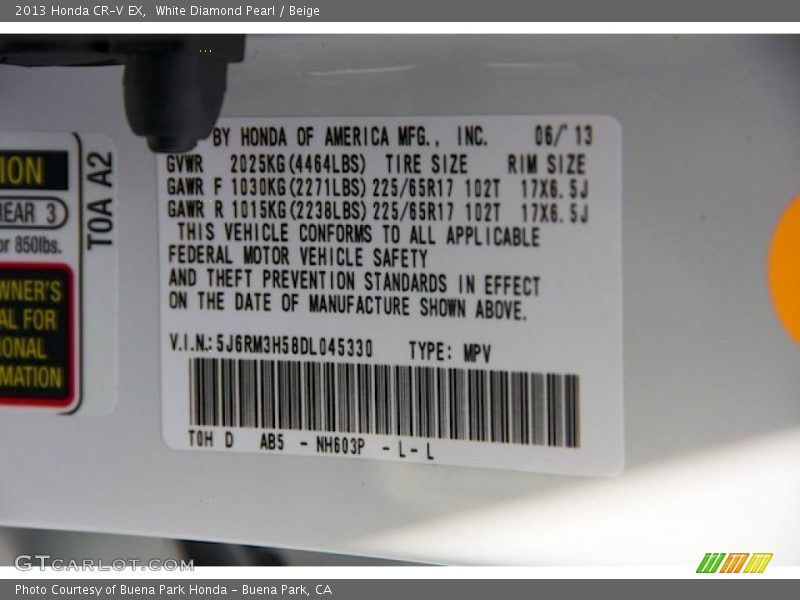 2013 Honda CR-V EX,  White Diamond Pearl / Beige
BY HONDA OF AMERICA MFG., INC. 06/'13
GVWR 2025KG(4464LBS) TIRE SIZE RIM SIZE
GAWR F 1030KG(2271LBS) 225/65R17 102T 17X6.5J
GAWR R 1015KG(2238LBS) 225/65R17 102T 17X6.5J
THIS VEHICLE CONFORMS TO ALL APPLICABLE
FEDERAL MOTOR VEHICLE SAFETY
AND THEFT PREVENTION STANDARDS IN EFFECT
ON THE DATE OF MANUFACTURE SHOWN ABOVE.
V.I.N.: 5J6RM3H58DL045330 TYPE: MPV
T0H D AB5 - NH603P - L- L
ION
REAR 3
or 850lbs.
WNER'S
AL FOR
IONAL
MATION
T0A A2
GTCARLOT.COM
Photo Courtesy of Buena Park Honda - Buena Park, CA